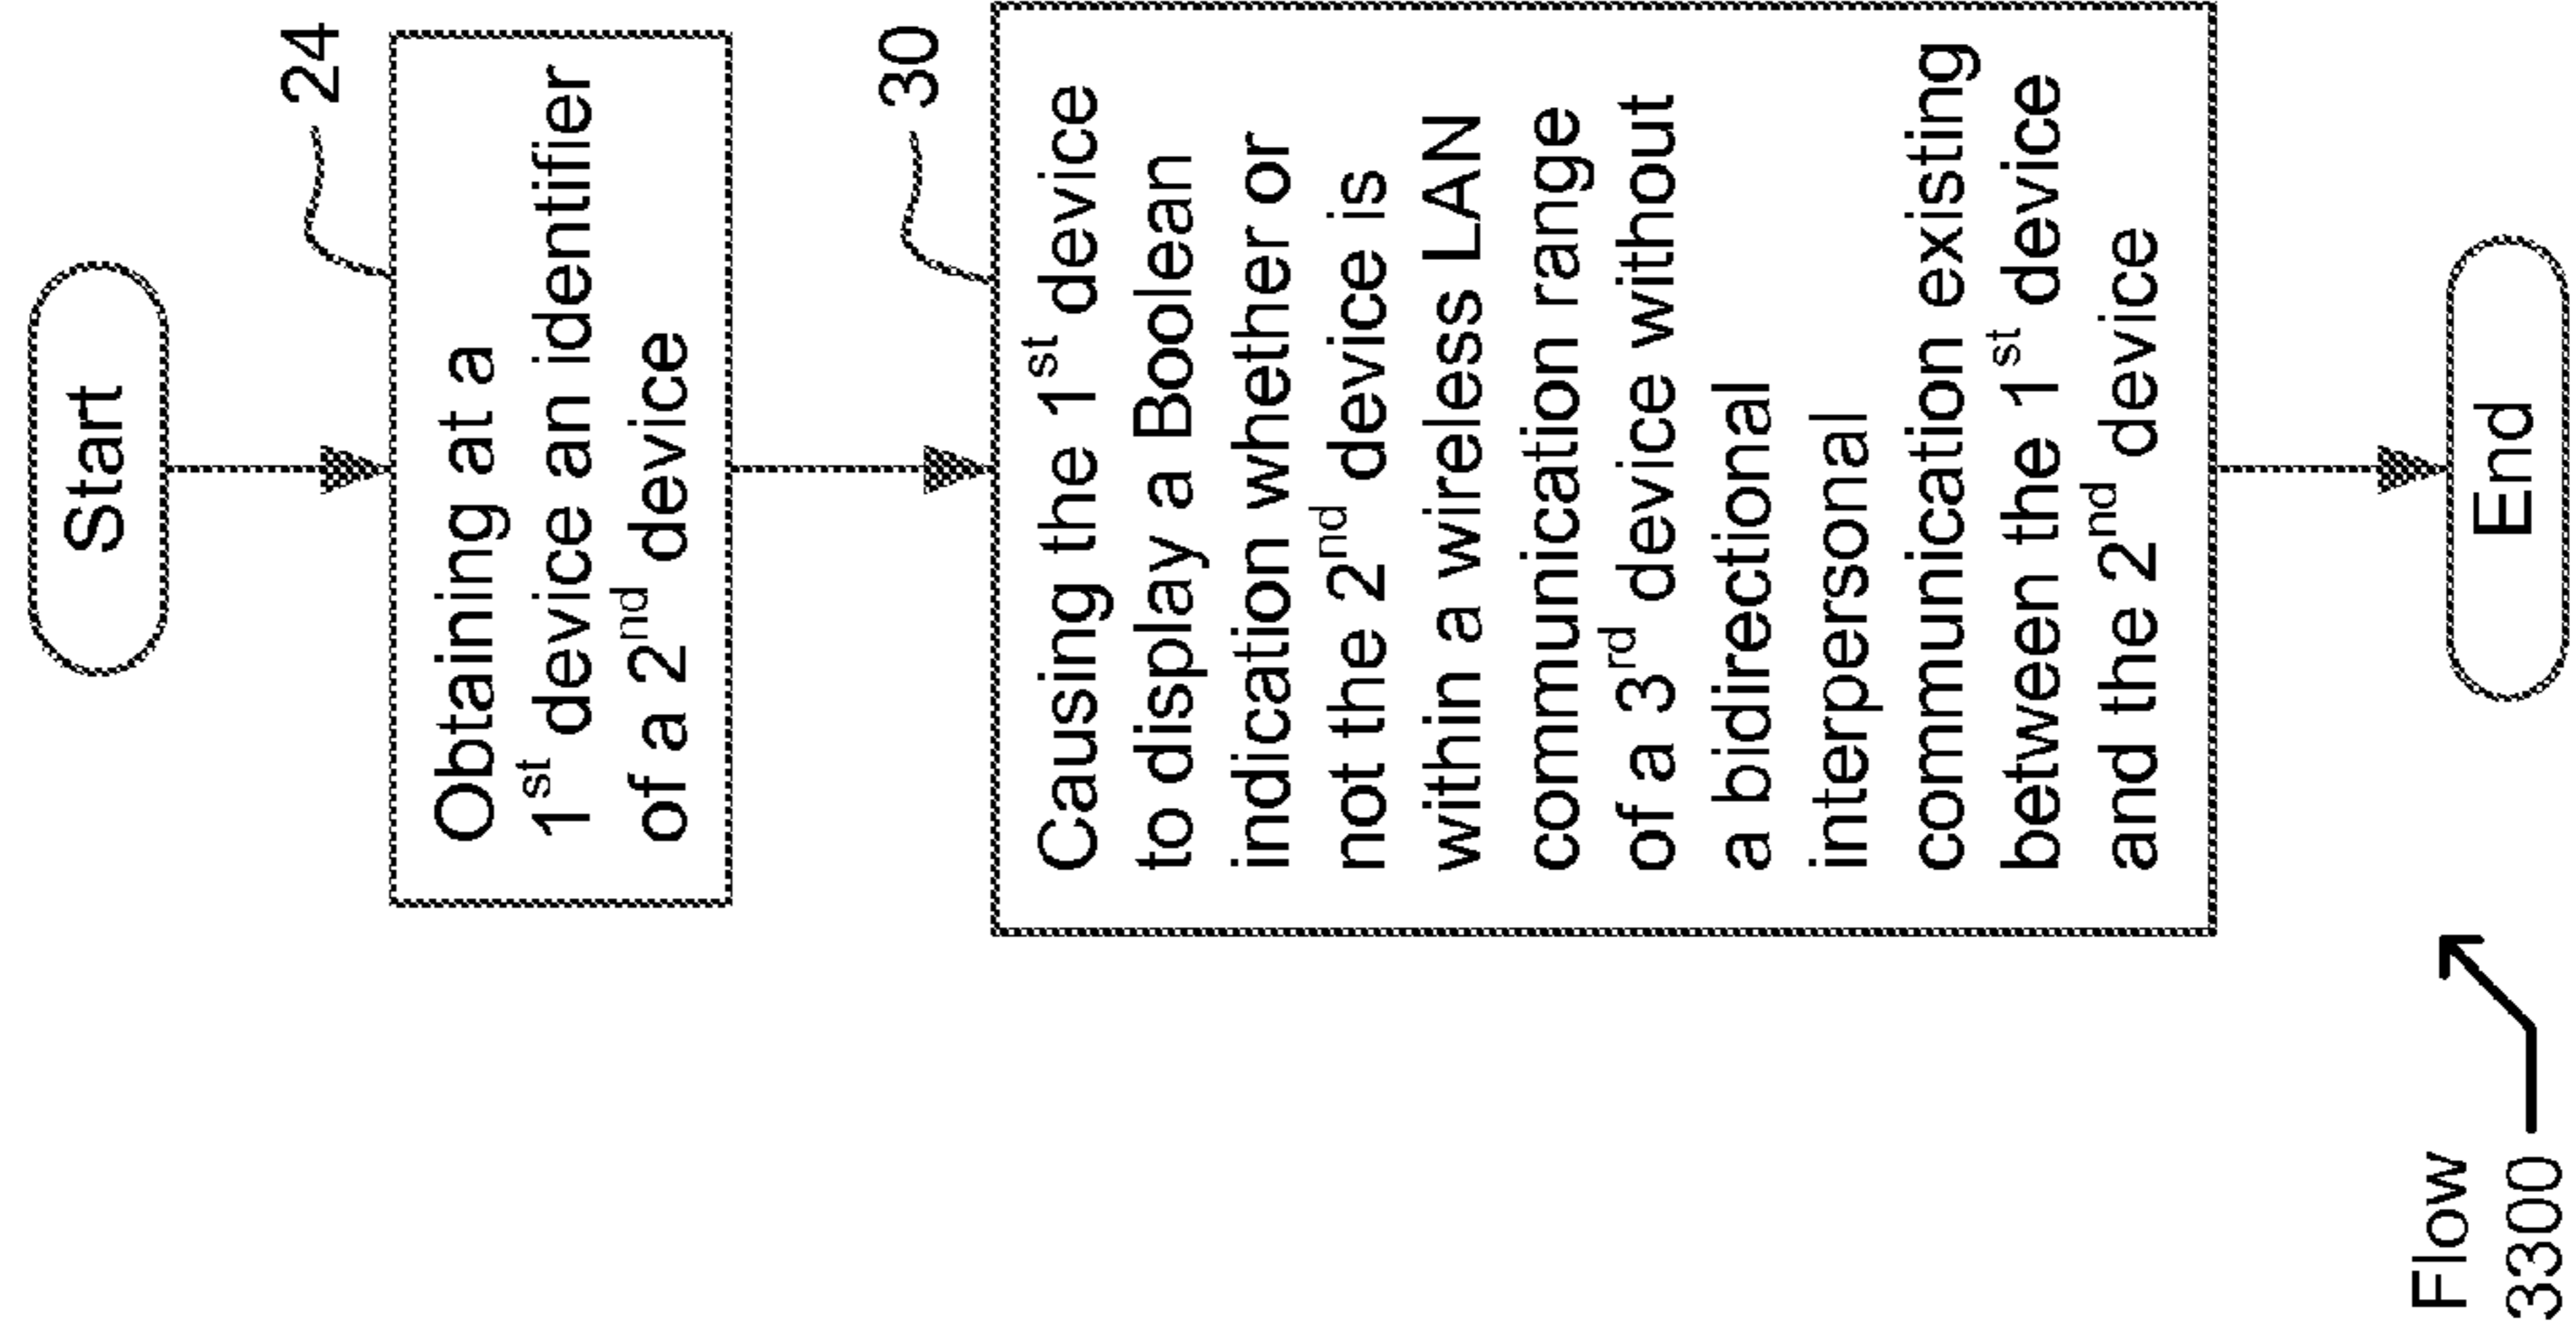 Start
24
Obtaining at a
1st device an identifier
of a 2nd device
30
Causing the 1st device
to display a Boolean
indication whether or
not the 2nd device is
within a wireless LAN
communication range
of a 3rd device without
a bidirectional
interpersonal
communication existing
between the 1st device
and the 2nd device
End
Flow
3300